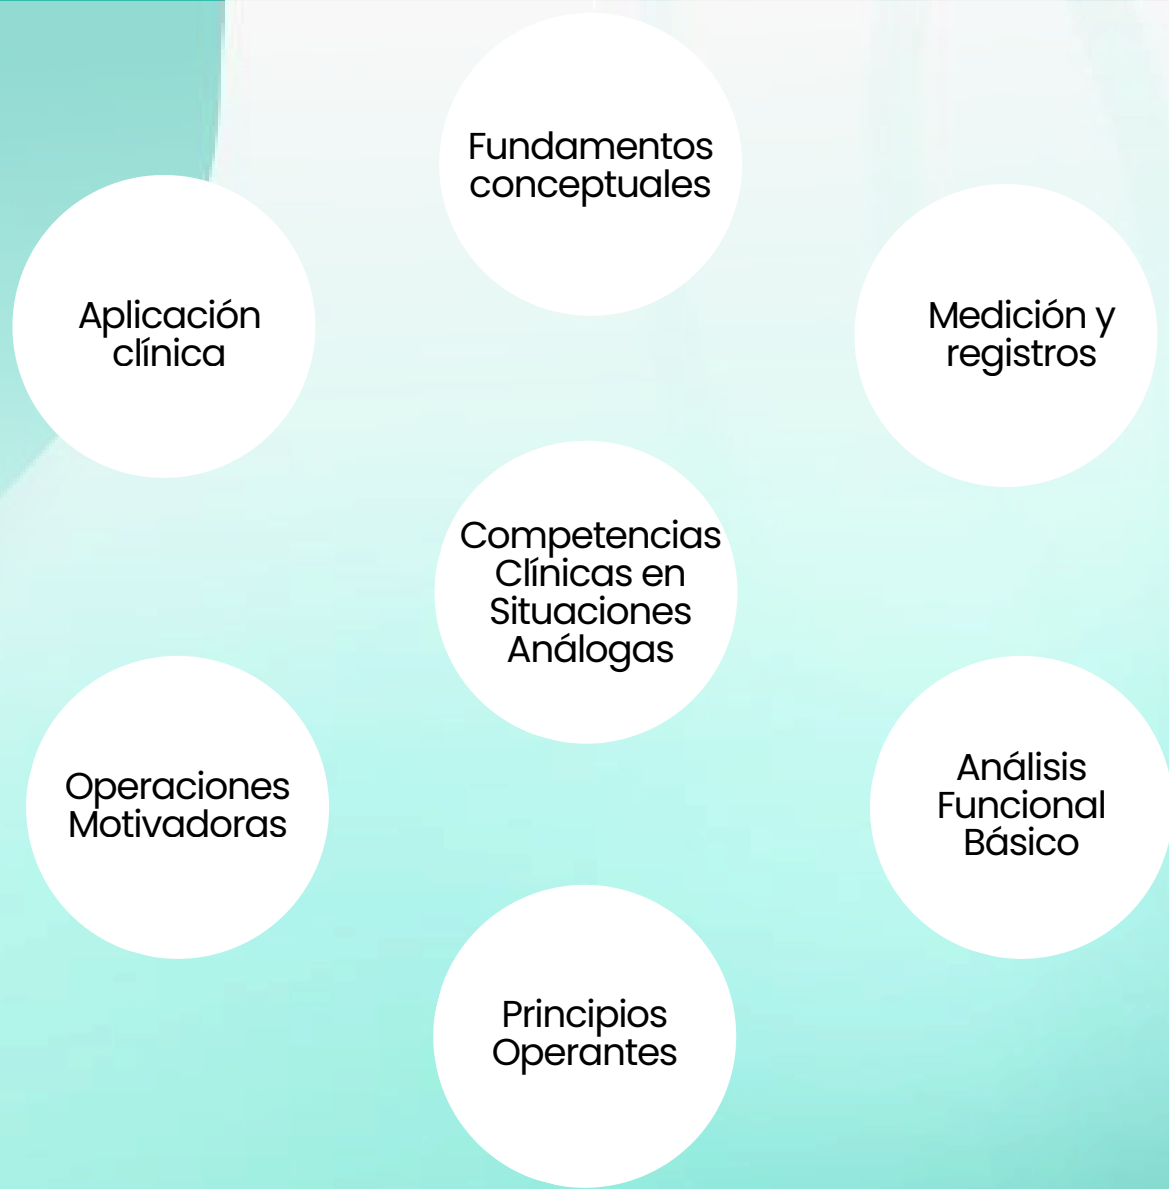 Fundamentos
conceptuales
Aplicación
clínica
Medición y
registros
Competencias
Clínicas en
Situaciones
Análogas
Operaciones
Motivadoras
Análisis
Funcional
Básico
Principios
Operantes